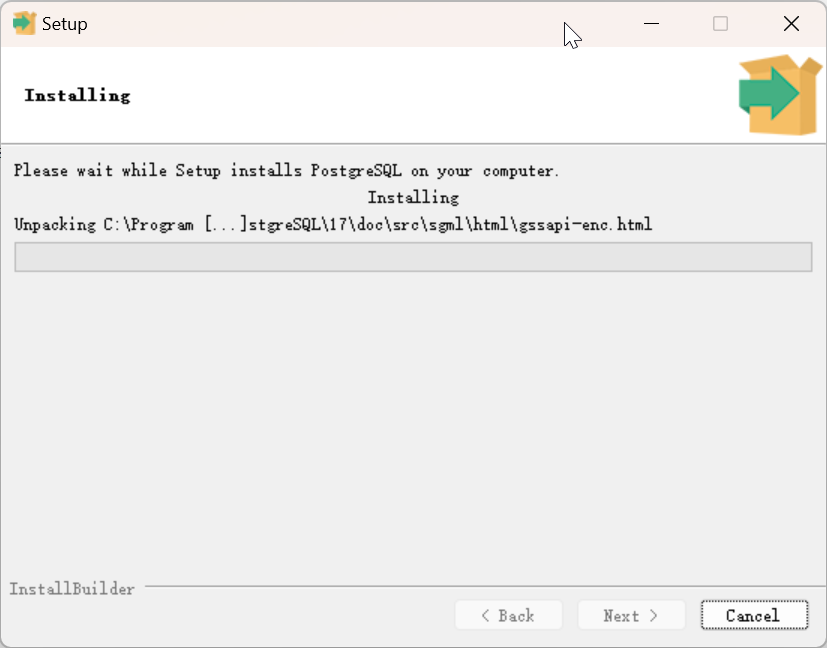 Setup
Installing
Please wait while Setup installs PostgreSQL on your computer.
Installing
Unpacking C:\Program [...]stgreSQL\17\doc\src\sgml\html\gssapi-enc.html
InstallBuilder
< Back
Next >
Cancel